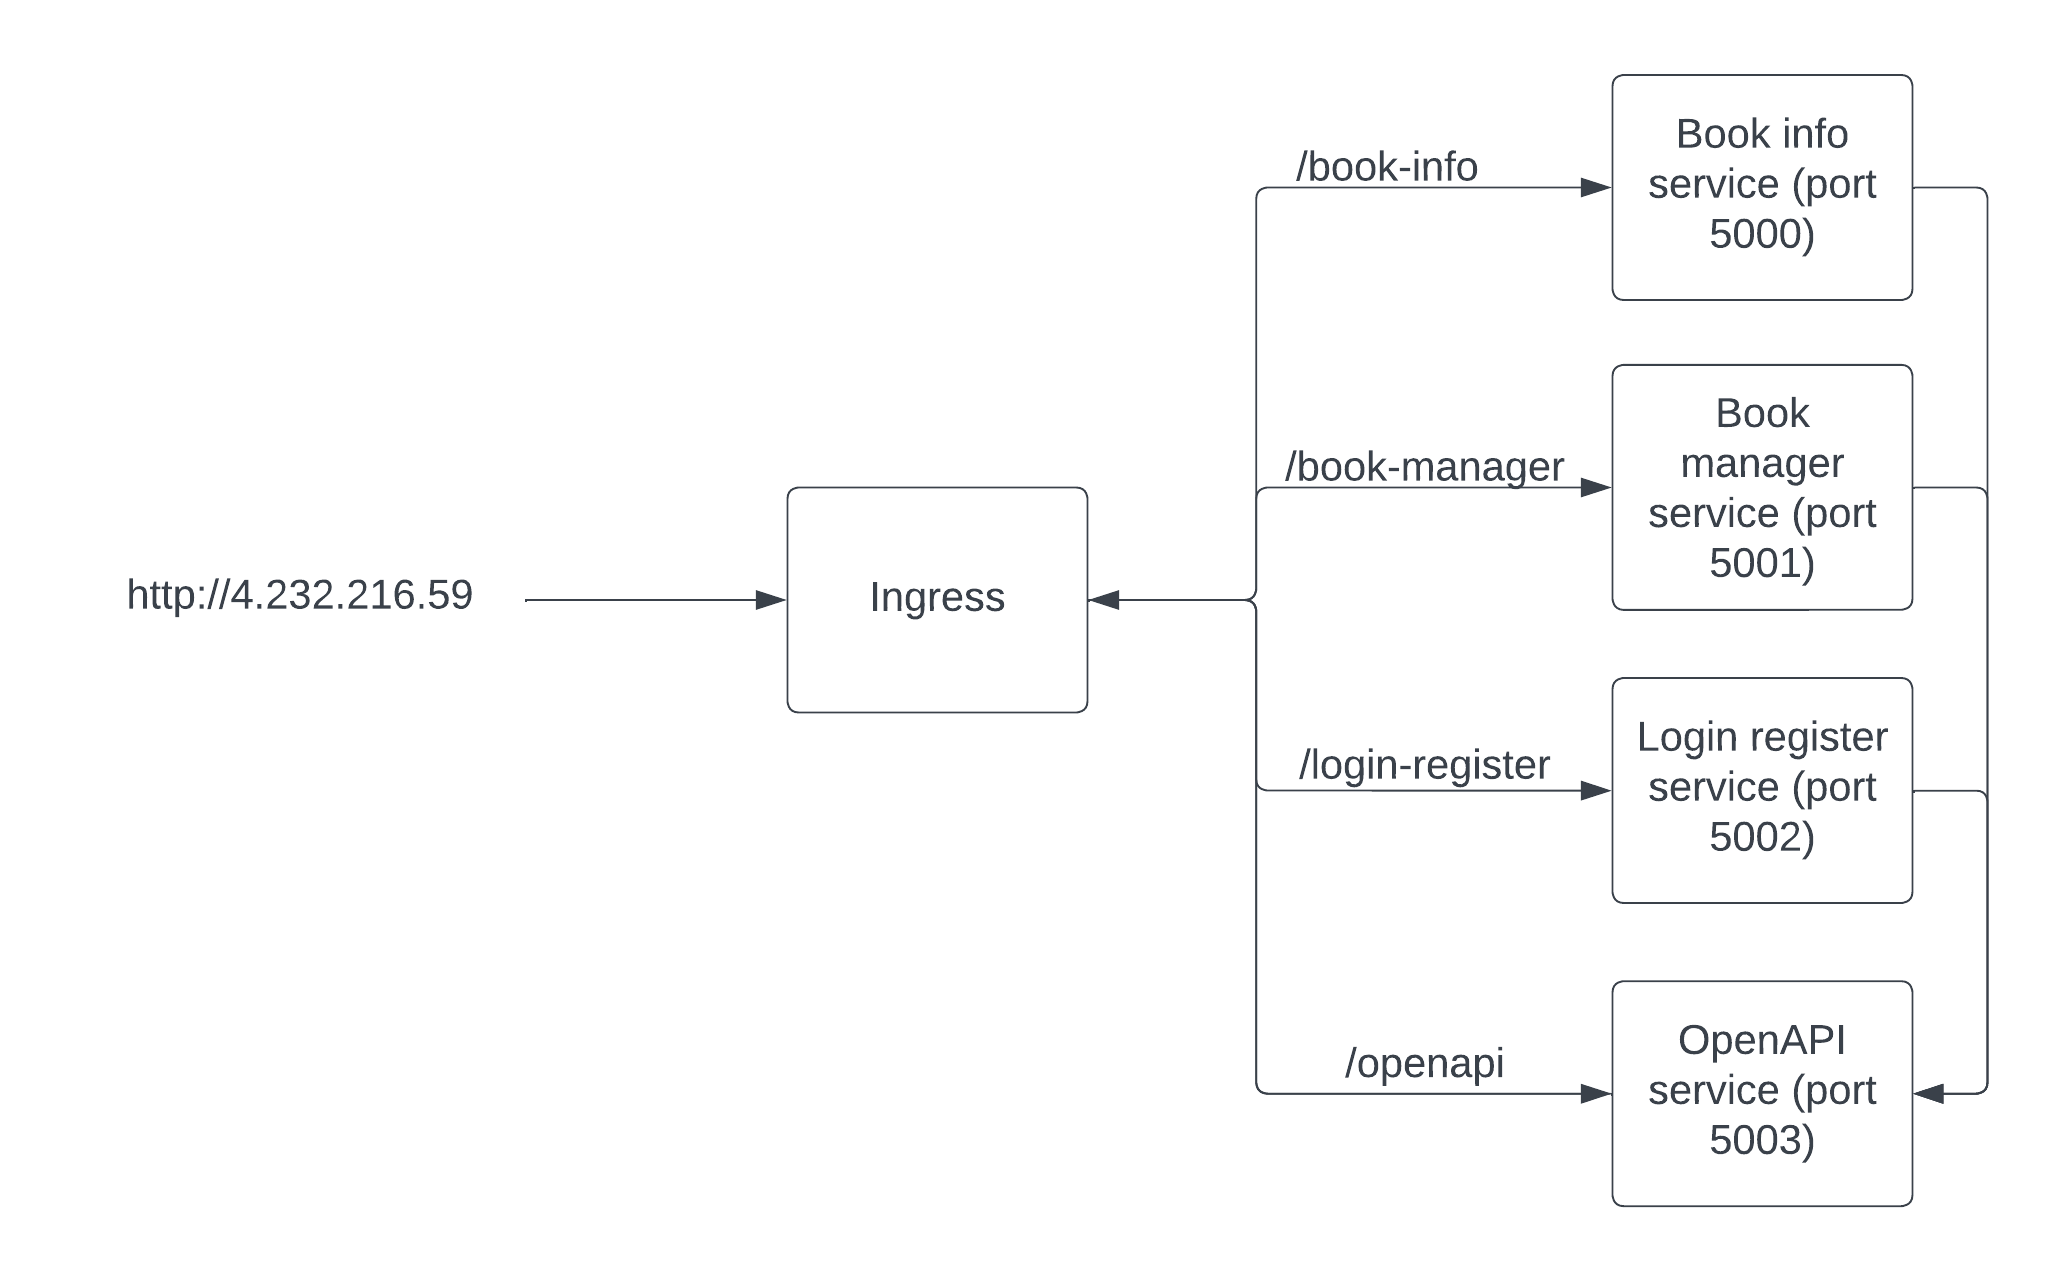 http://4.232.216.59
Ingress
/book-info
Book info
service (port
5000)
/book-manager
Book
manager
service (port
5001)
/login-register
Login register
service (port
5002)
/openapi
OpenAPI
service (port
5003)